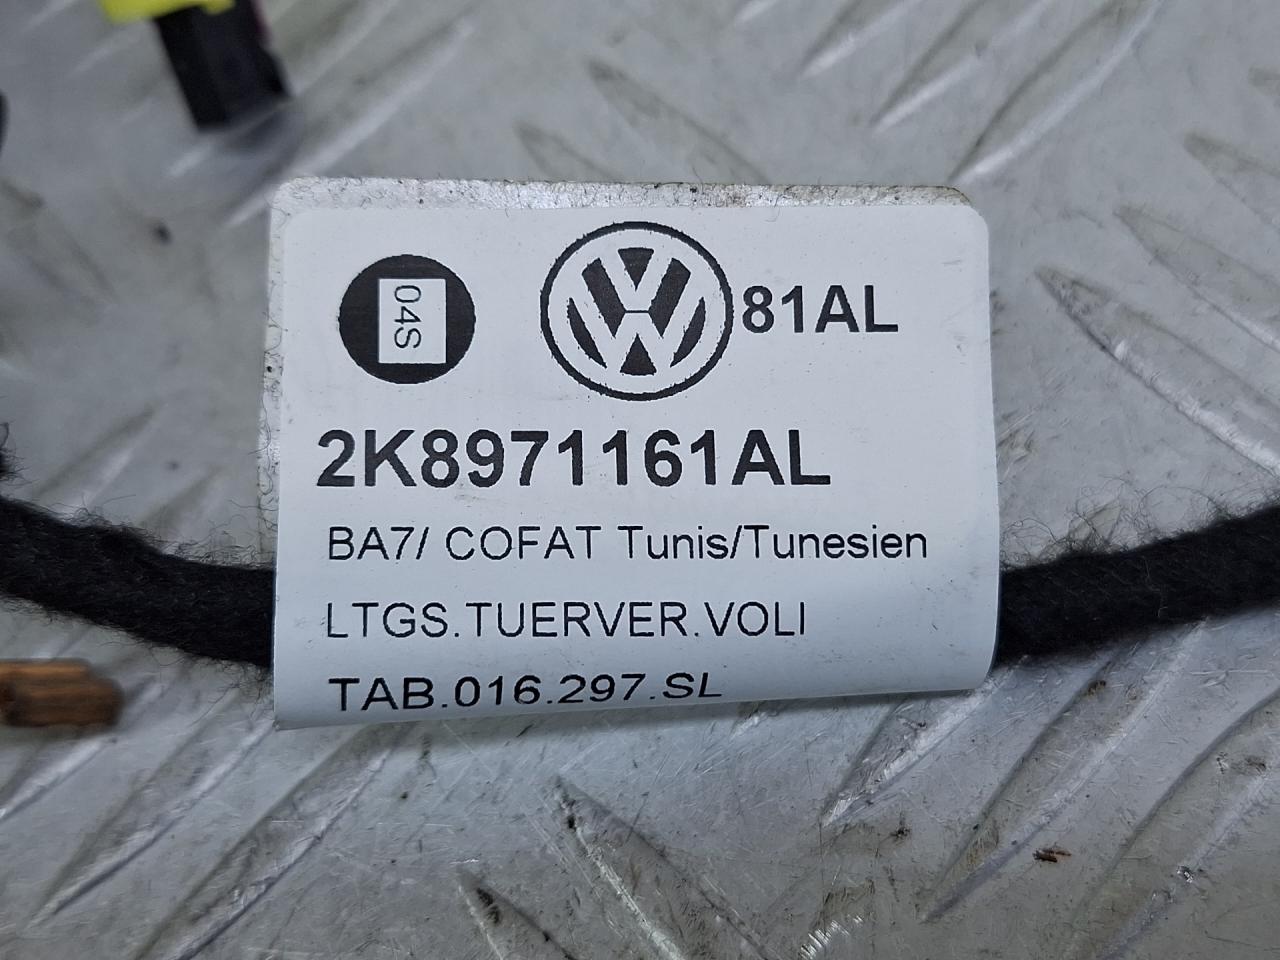 04S
81AL
2K8971161AL
BA7/ COFAT Tunis/Tunesien
LTGS.TUERVER.VOLI
TAB.016.297.SL